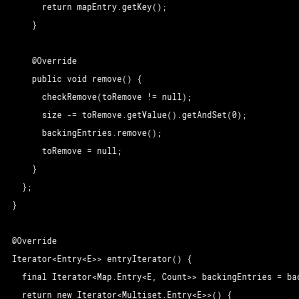 return mapEntry.getKey();
}
@Override
public void remove() {
checkRemove(toRemove != null);
size -= toRemove.getValue().getAndSet(0);
backingEntries.remove();
toRemove = null;
}
};
}
@Override
Iterator<Entry<E>> entryIterator() {
final Iterator<Map.Entry<E, Count>> backingEntries =
return new Iterator<Multiset.Entry<E>>() {